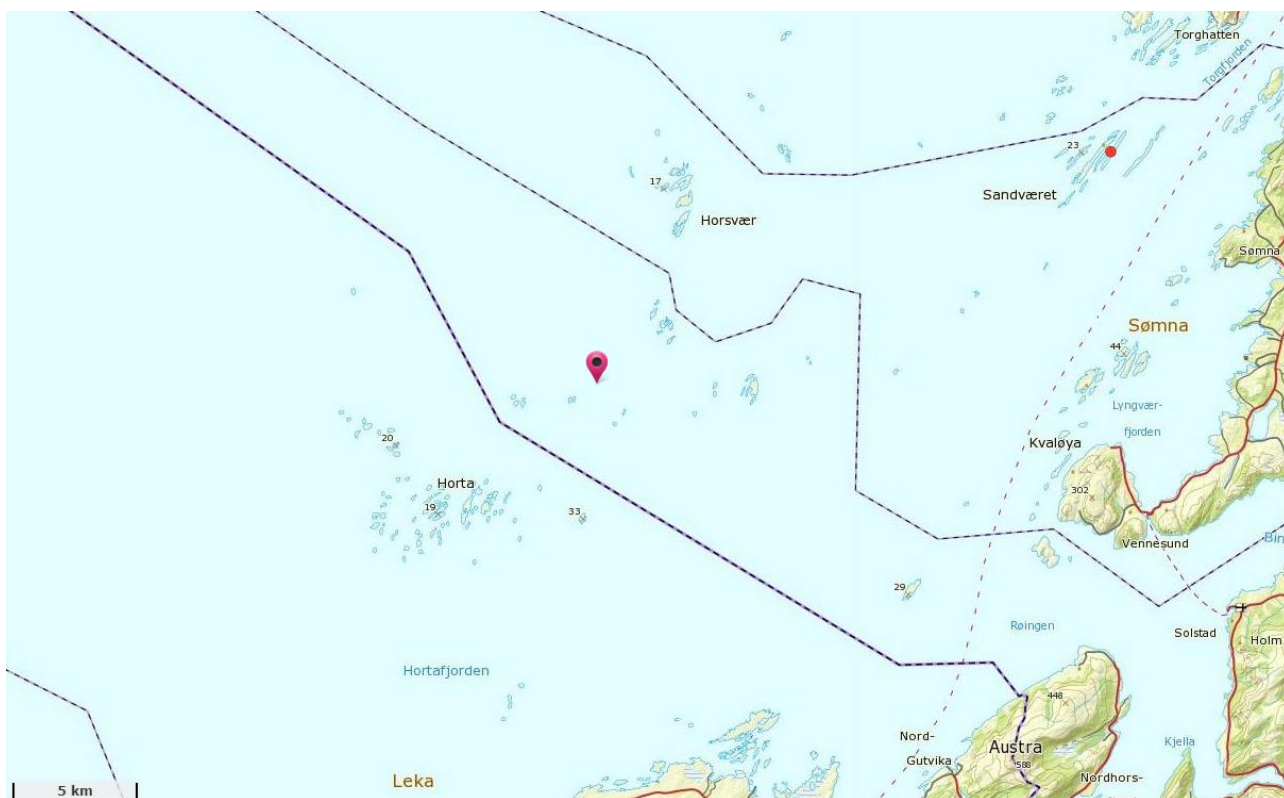 Torghatten
Torgfjorden
23
17
Sandværet
Horsvær
Sømna
Sømna
44
Lyngvær-
fjorden
Kvaløya
20
Horta
302
19
33
Vennesund
Bin
29
Solstad
Røingen
Holm
Hortafjorden
448
Nord-
Gutvika
Austra
Kjella
588
Nordhors-
Leka
5 km